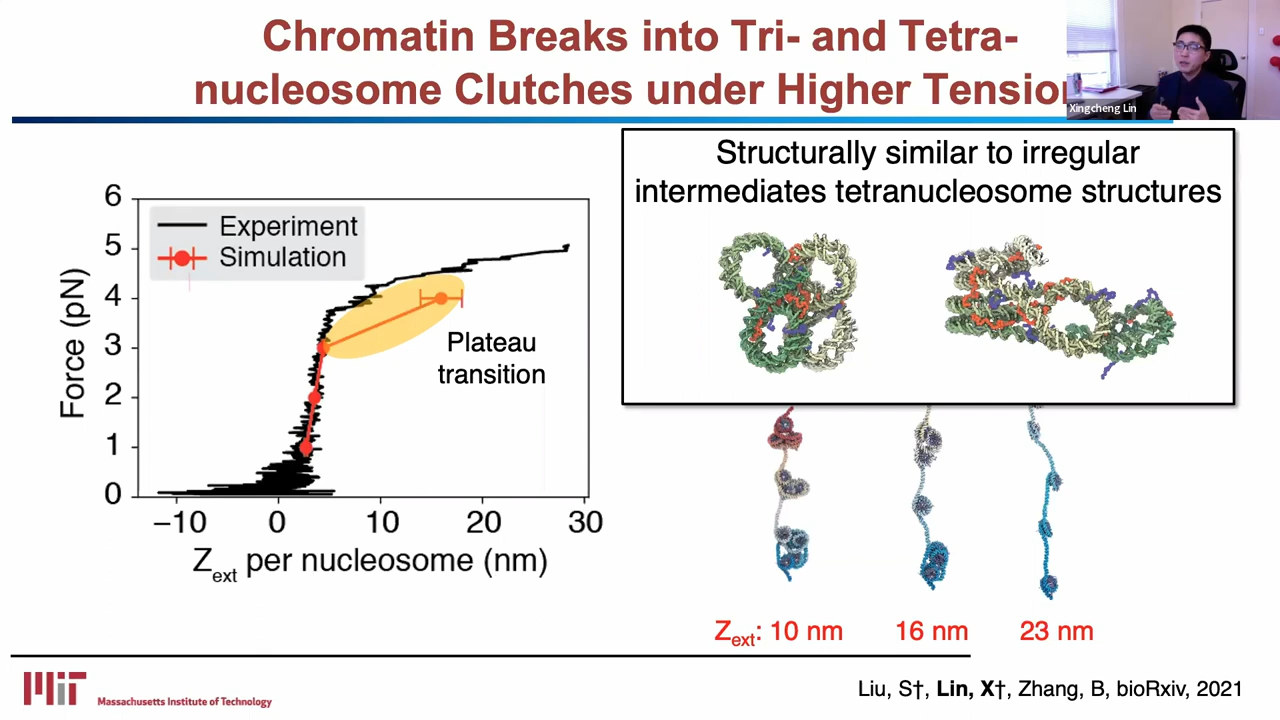 Chromatin Breaks into Tri- and Tetra-
nucleosome Clutches under Higher Tensio
Xingcheng Lin
Structurally similar to irregular
intermediates tetranucleosome structures
Experiment
Simulation
Plateau
transition
Force (pN)
6
5
4
3
2
1
0
−10 0 10 20 30
Zext per nucleosome (nm)
Zext: 10 nm 16 nm 23 nm
MIT
Massachusetts Institute of Technology
Liu, S†, Lin, X†, Zhang, B, bioRxiv, 2021